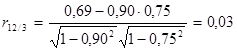 r₁₂/₃ = (0,69 – 0,90 · 0,75) / (√(1–0,90²) √(1–0,75²)) = 0,03